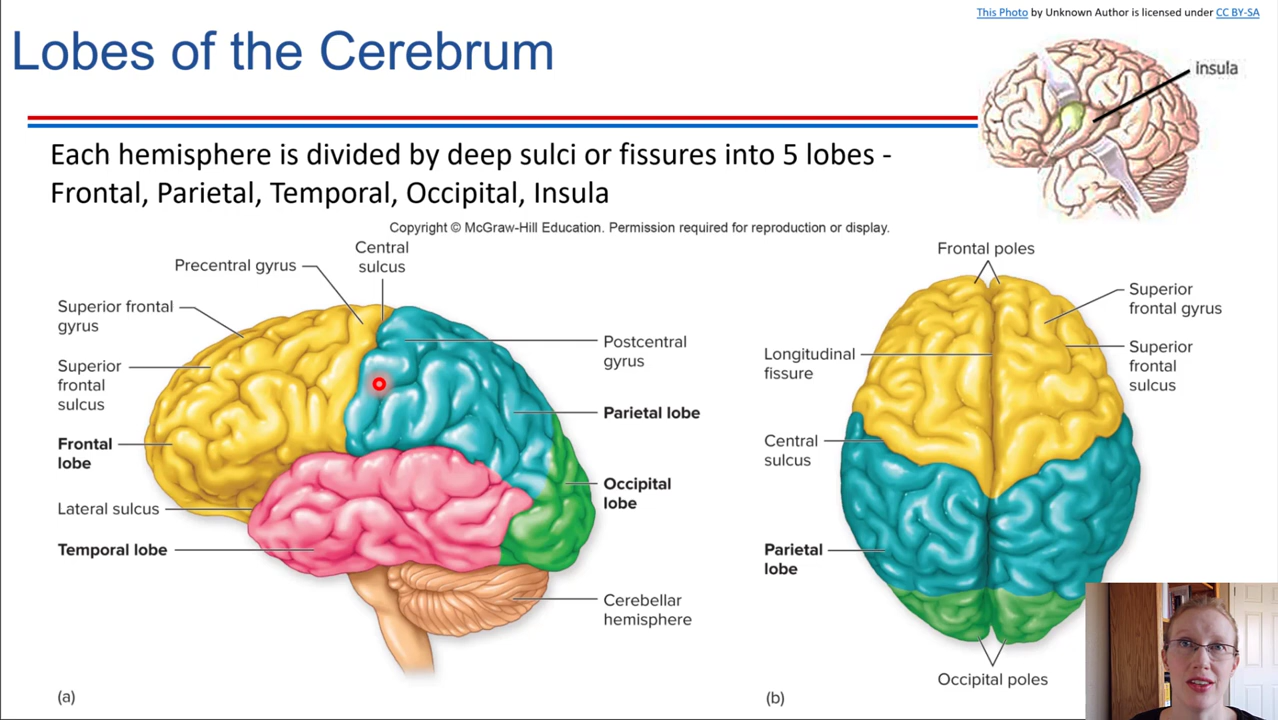 This Photo by Unknown Author is licensed under CC BY-SA
Lobes of the Cerebrum
insula
Each hemisphere is divided by deep sulci or fissures into 5 lobes -
Frontal, Parietal, Temporal, Occipital, Insula
Copyright © McGraw-Hill Education. Permission required for reproduction or display.
Central
sulcus
Precentral gyrus
Superior frontal
gyrus
Superior
frontal
sulcus
Frontal
lobe
Lateral sulcus
Temporal lobe
Postcentral
gyrus
Parietal lobe
Occipital
lobe
Cerebellar
hemisphere
(a)
Frontal poles
Superior
frontal gyrus
Superior
frontal
sulcus
Longitudinal
fissure
Central
sulcus
Parietal
lobe
Occipital poles
(b)